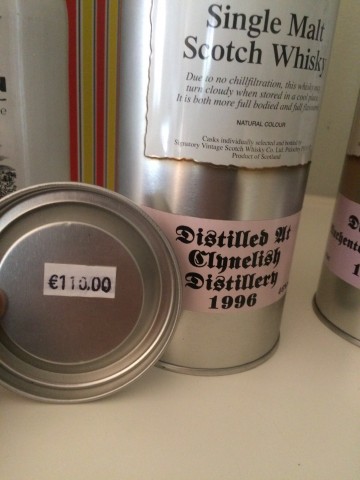 Single Malt
Scotch Whisky
Due to no chillfiltration, this whisky may
turn cloudy when stored in a cool place.
It is both more full bodied and full flavoured
NATURAL COLOUR
Casks individually selected and bottled by
Signatory Vintage Scotch Whisky Co. Ltd.
Product of Scotland
Distilled At
Clynelish
Distillery
1996
€110,00